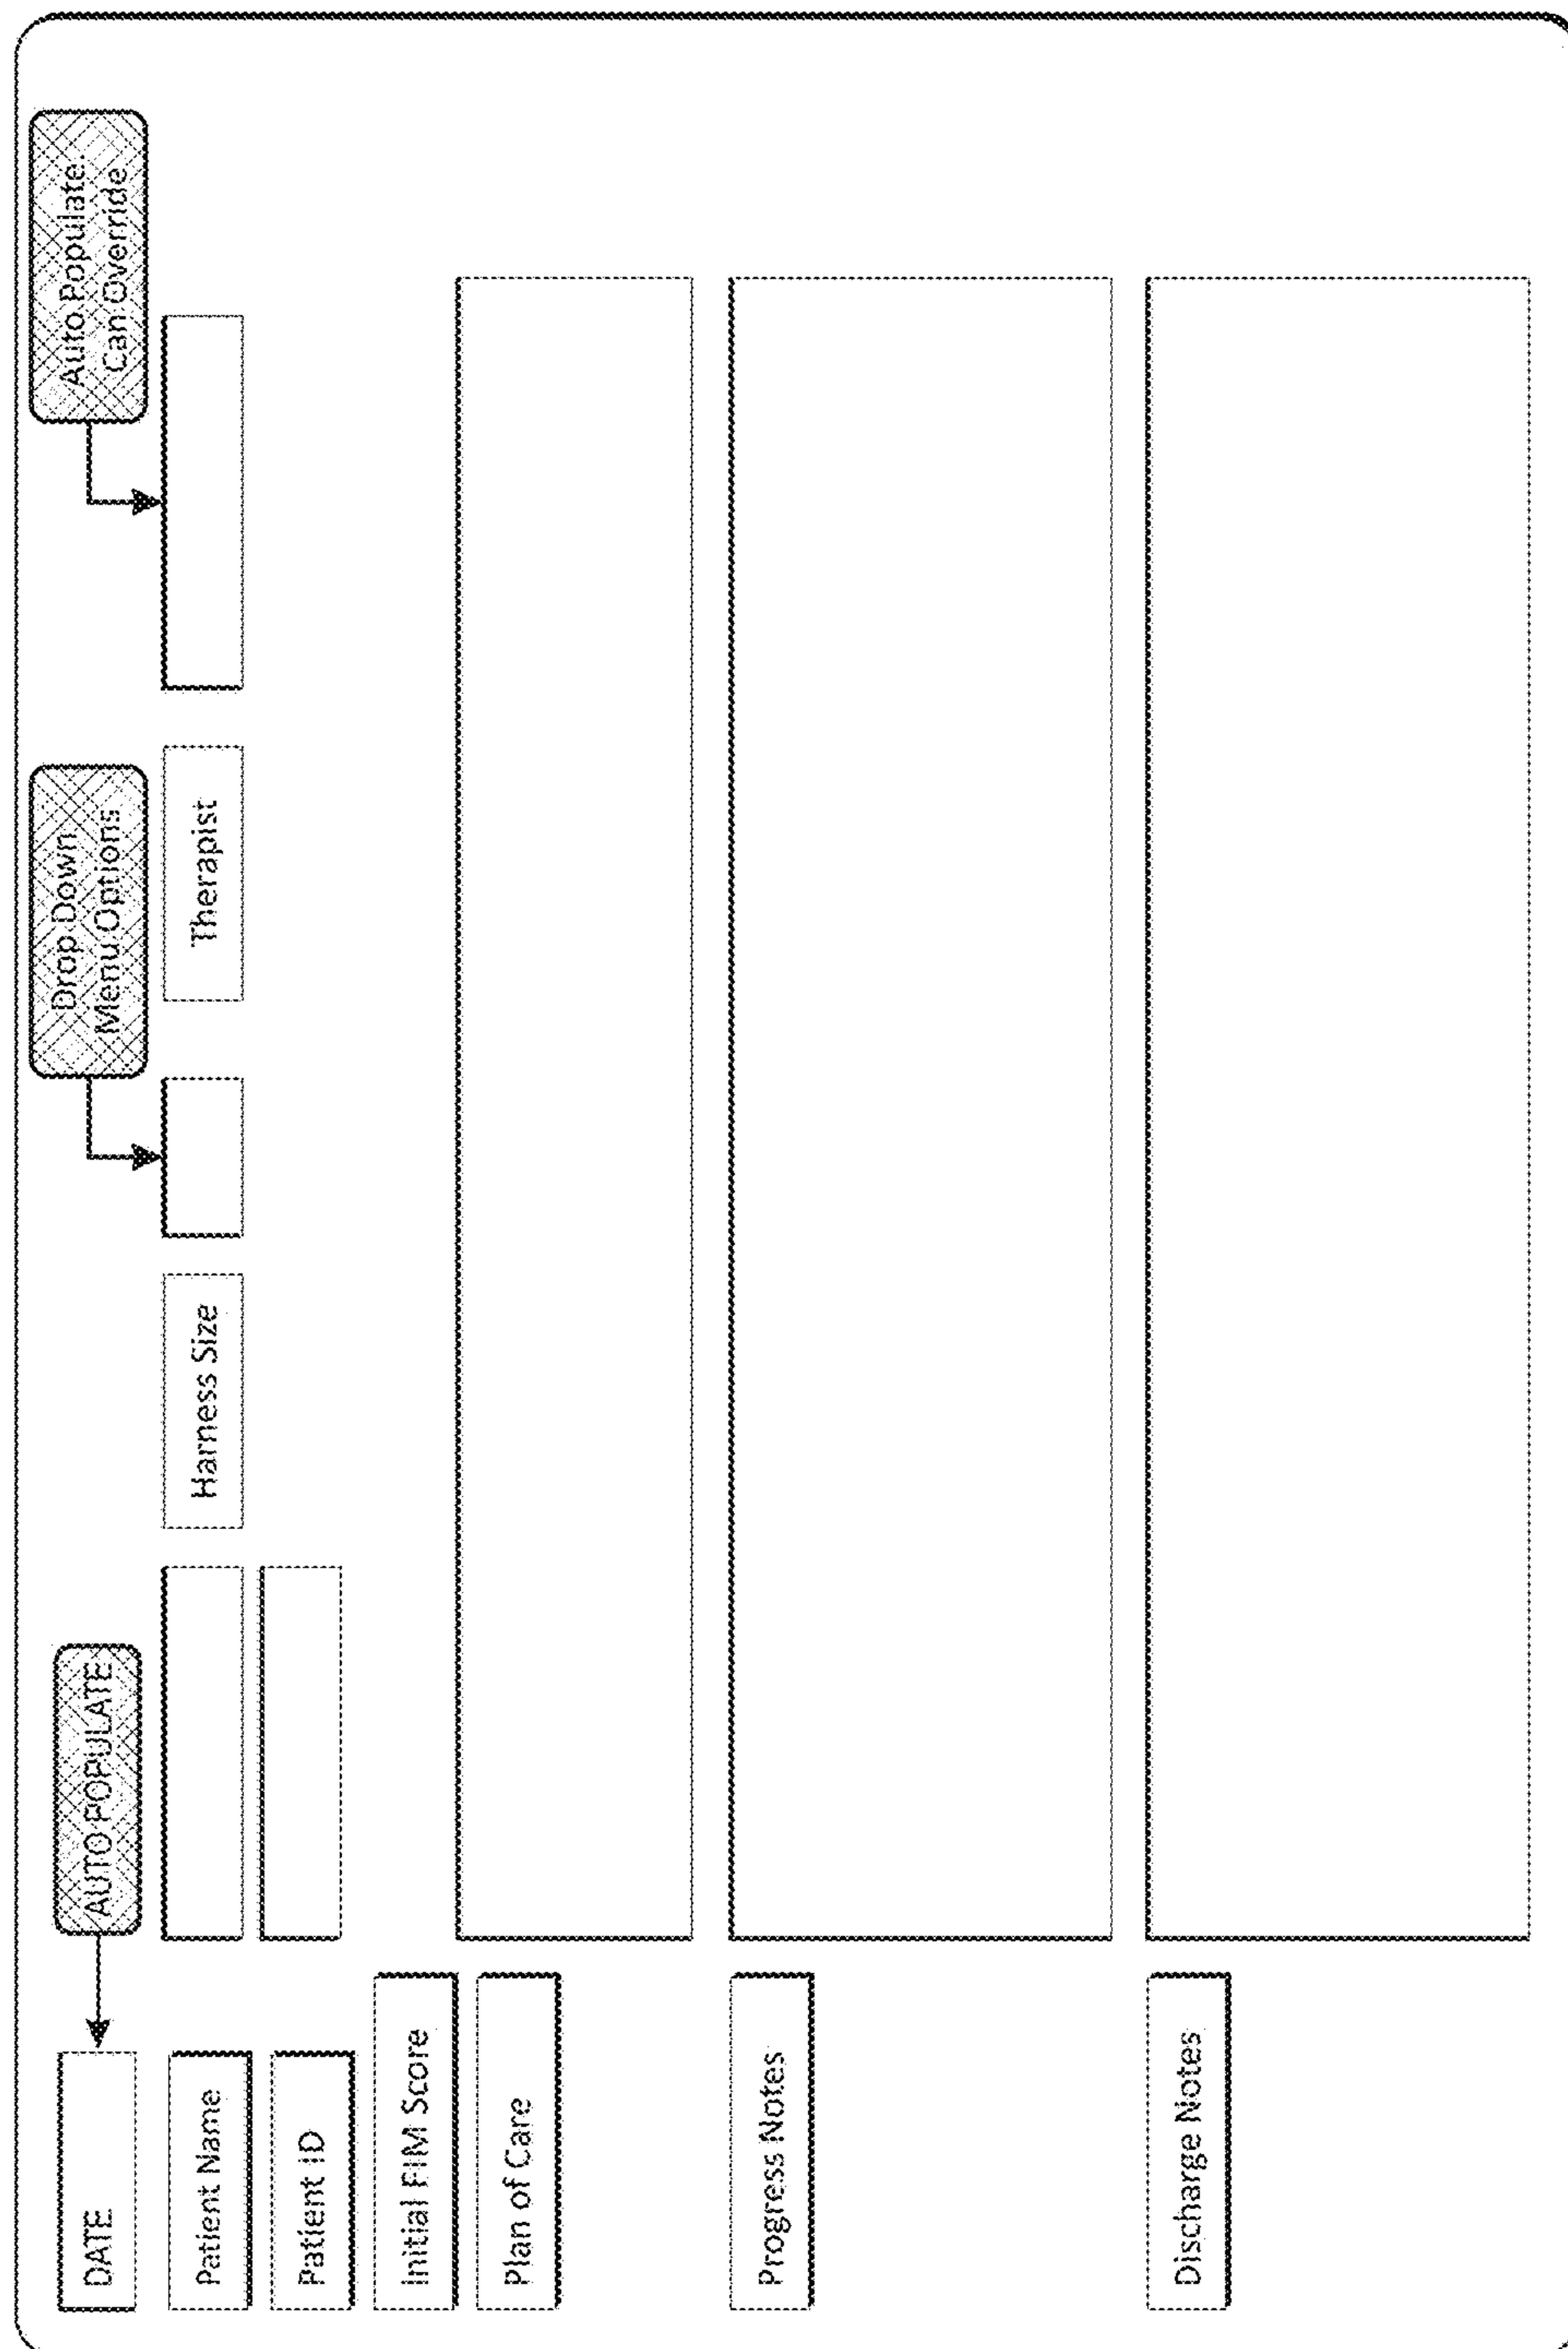 DATE
AUTO POPULATE
Drop Down
Menu Options
Auto Populate.
Can Override
Patient Name
Harness Size
Therapist
Patient ID
Initial FIM Score
Plan of Care
Progress Notes
Discharge Notes